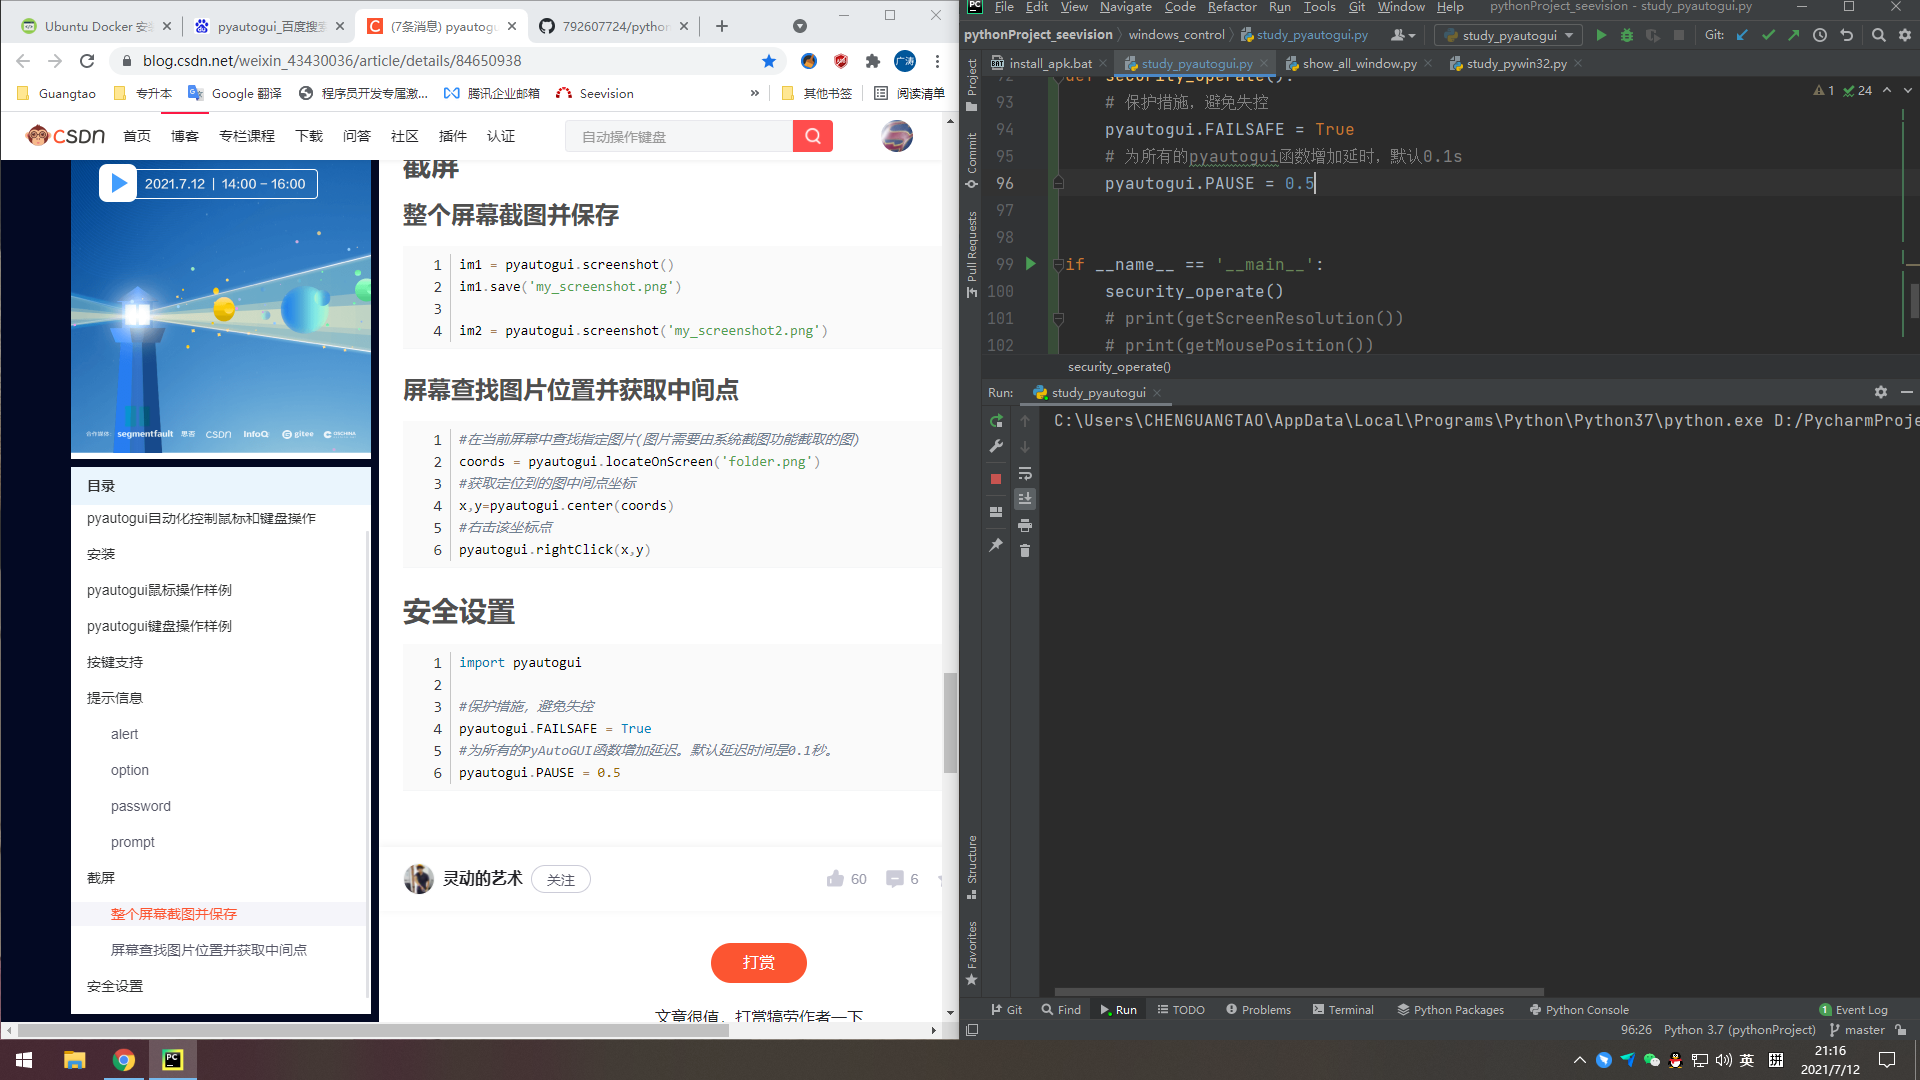 Ubuntu Docker 安
pyautogui_百度搜索
(7条消息) pyautogu
792607724/python
blog.csdn.net/weixin_43430036/article/details/84650938
广涛
Guangtao
专升本
Google 翻译
程序员开发专属激...
腾讯企业邮箱
Seevision
»
其他书签
阅读清单
CSDN
首页
博客
专栏课程
下载
问答
社区
插件
认证
自动操作键盘
2021.7.12 | 14:00 – 16:00
合作媒体: segmentfault 思否 CSDN InfoQ gitee OSCHINA
目录
pyautogui自动化控制鼠标和键盘操作
安装
pyautogui鼠标操作样例
pyautogui键盘操作样例
按键支持
提示信息
alert
option
password
prompt
截屏
整个屏幕截图并保存
屏幕查找图片位置并获取中间点
安全设置
截屏
整个屏幕截图并保存
1 im1 = pyautogui.screenshot()
2 im1.save('my_screenshot.png')
3
4 im2 = pyautogui.screenshot('my_screenshot2.png')
屏幕查找图片位置并获取中间点
1 #在当前屏幕中查找指定图片(图片需要由系统截图功能截取的图)
2 coords = pyautogui.locateOnScreen('folder.png')
3 #获取定位到的图中间点坐标
4 x,y=pyautogui.center(coords)
5 #右击该坐标点
6 pyautogui.rightClick(x,y)
安全设置
1 import pyautogui
2
3 #保护措施，避免失控
4 pyautogui.FAILSAFE = True
5 #为所有的PyAutoGUI函数增加延迟。默认延迟时间是0.1秒。
6 pyautogui.PAUSE = 0.5
灵动的艺术
关注
60
6
打赏
文章很值，打赏犒劳作者一下
PC
File Edit View Navigate Code Refactor Run Tools Git Window Help
pythonProject_seevision - study_pyautogui.py
pythonProject_seevision
windows_control
study_pyautogui.py
study_pyautogui
Git:
install_apk.bat
study_pyautogui.py
show_all_window.py
study_pywin32.py
Project
Commit
Pull Requests
Structure
Favorites
1 24
92 def security_operate():
93 # 保护措施，避免失控
94 pyautogui.FAILSAFE = True
95 # 为所有的pyautogui函数增加延时，默认0.1s
96 pyautogui.PAUSE = 0.5
97
98
99 if __name__ == '__main__':
100 security_operate()
101 # print(getScreenResolution())
102 # print(getMousePosition())
security_operate()
Run:
study_pyautogui
C:\Users\CHENGUANGTAO\AppData\Local\Programs\Python\Python37\python.exe D:/PycharmProje
Git
Find
Run
TODO
Problems
Terminal
Python Packages
Python Console
1 Event Log
96:26
Python 3.7 (pythonProject)
master
PC
英
拼
21:16
2021/7/12